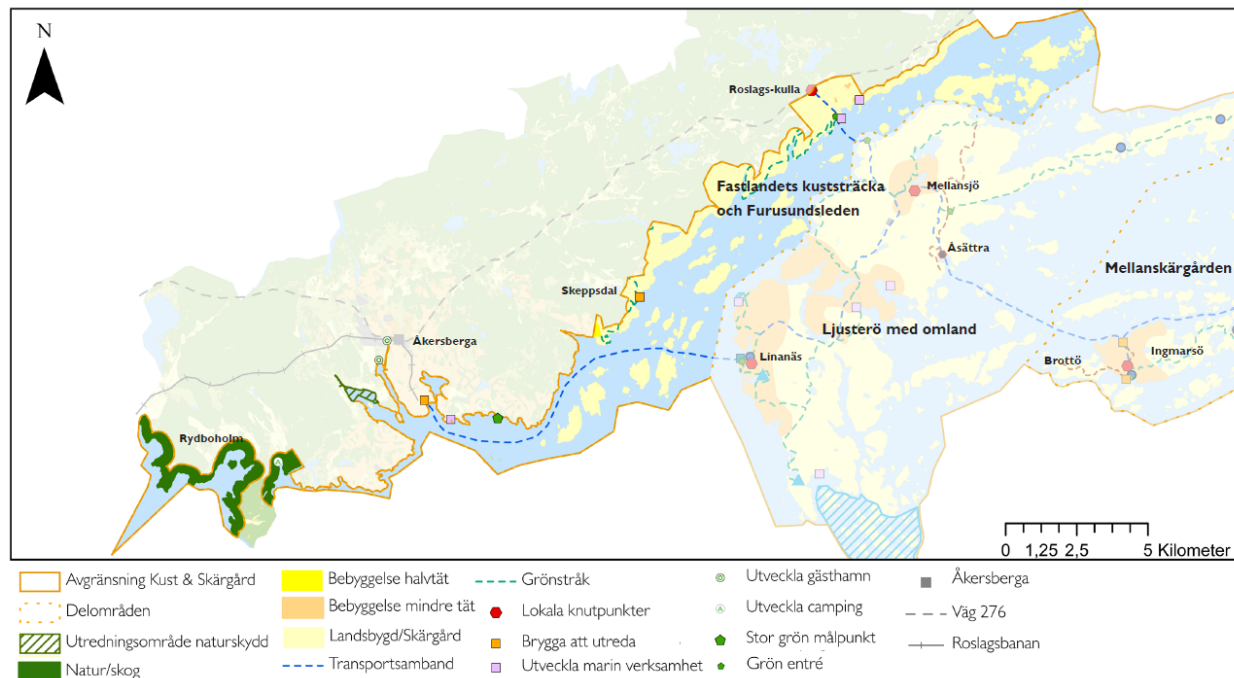 N
Roslags-kulla
Fastlandets kuststräcka
och Furusundsleden
Mellansjö
Åsättra
Mellanskärgården
Skeppsdal
Åkersberga
Ljusterö med omland
Linanäs
Brottö
Ingmarsö
Rydboholm
0 1,25 2,5 5 Kilometer
Avgränsning Kust & Skärgård
Delområden
Utredningsområde naturskydd
Natur/skog
Bebyggelse halvtät
Bebyggelse mindre tät
Landsbygd/Skärgård
Transportsamband
Grönstråk
Lokala knutpunkter
Brygga att utreda
Utveckla marin verksamhet
Utveckla gästhamn
Utveckla camping
Stor grön målpunkt
Grön entré
Åkersberga
Väg 276
Roslagsbanan